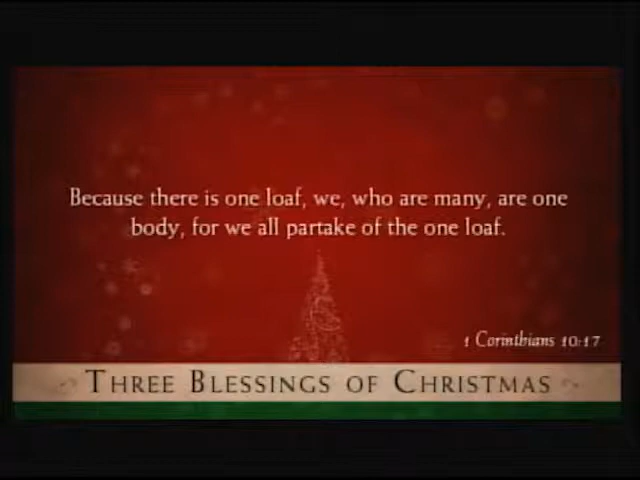 Because there is one loaf, we, who are many, are one
body, for we all partake of the one loaf.
1 Corinthians 10:17
THREE BLESSINGS OF CHRISTMAS